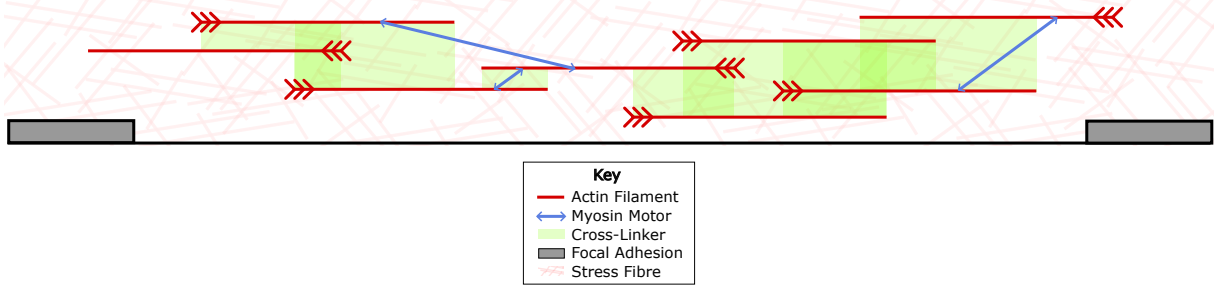 Key
Actin Filament
Myosin Motor
Cross-Linker
Focal Adhesion
Stress Fibre